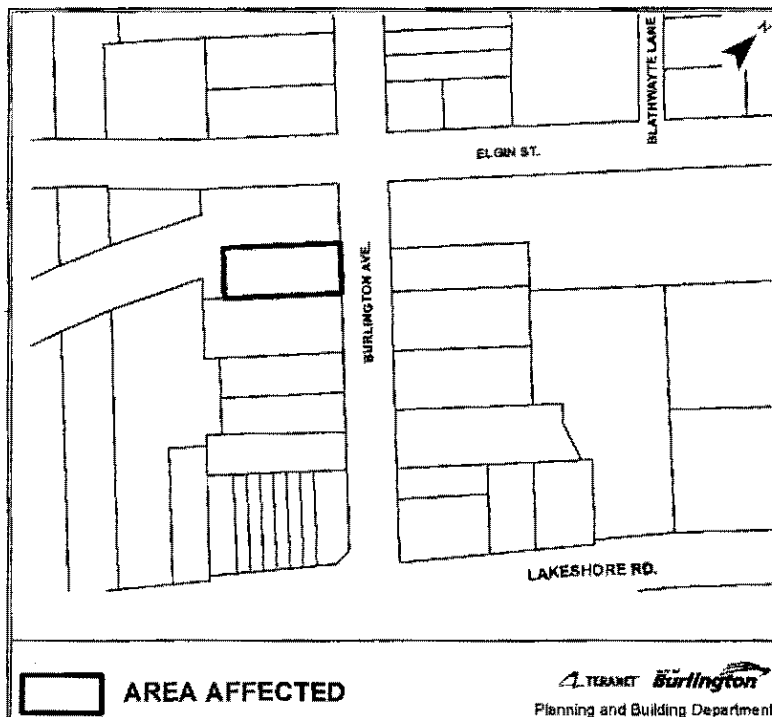 BLATHWAYTE LANE
ELGIN ST.
BURLINGTON AVE.
LAKESHORE RD.
AREA AFFECTED
TERANET Burlington
Planning and Building Department